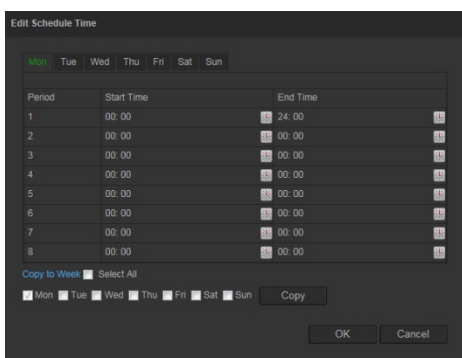 Edit Schedule Time
Mon Tue Wed Thu Fri Sat Sun
Period Start Time End Time
1 00: 00 24: 00
2 00: 00 00: 00
3 00: 00 00: 00
4 00: 00 00: 00
5 00: 00 00: 00
6 00: 00 00: 00
7 00: 00 00: 00
8 00: 00 00: 00
Copy to Week Select All
Mon Tue Wed Thu Fri Sat Sun Copy
OK Cancel